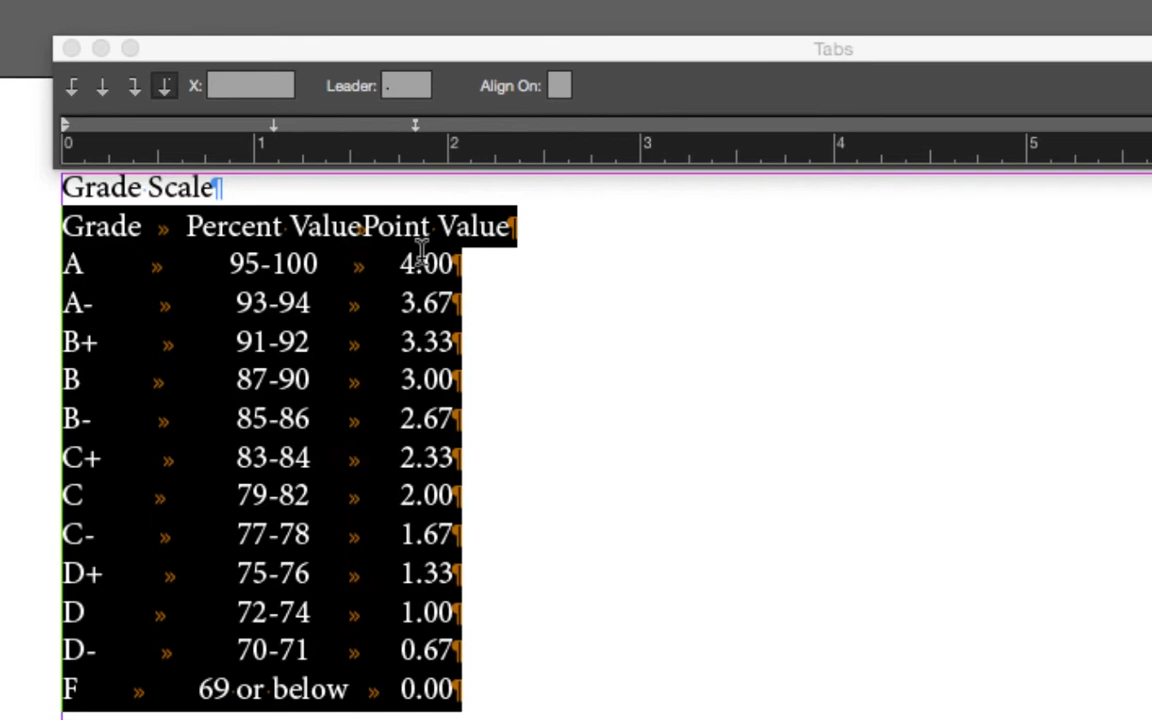 Tabs
X: Leader: . Align On:
0 1 2 3 4 5
Grade Scale¶
Grade » Percent Value»Point Value¶
A » 95-100 » 4.00¶
A- » 93-94 » 3.67¶
B+ » 91-92 » 3.33¶
B » 87-90 » 3.00¶
B- » 85-86 » 2.67¶
C+ » 83-84 » 2.33¶
C » 79-82 » 2.00¶
C- » 77-78 » 1.67¶
D+ » 75-76 » 1.33¶
D » 72-74 » 1.00¶
D- » 70-71 » 0.67¶
F » 69 or below » 0.00¶